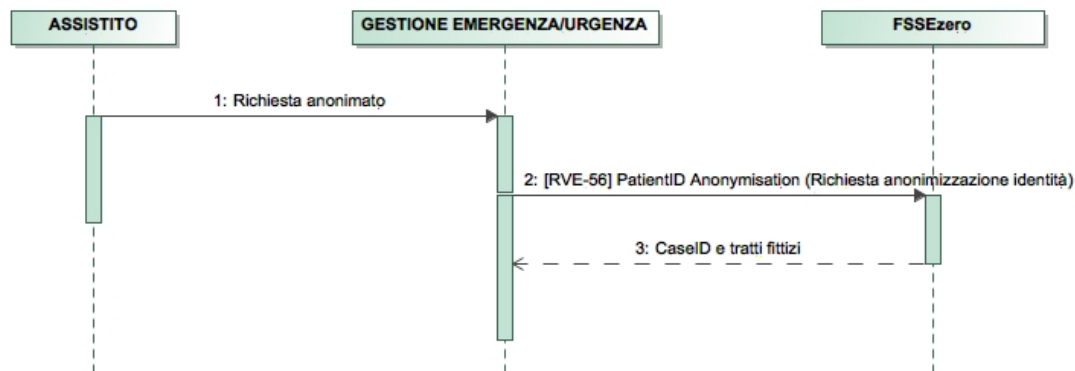 ASSISTITO
GESTIONE EMERGENZA/URGENZA
FSSEzero
1: Richiesta anonimato
2: [RVE-56] PatientID Anonymisation (Richiesta anonimizzazione identità)
3: CaseID e tratti fittizi